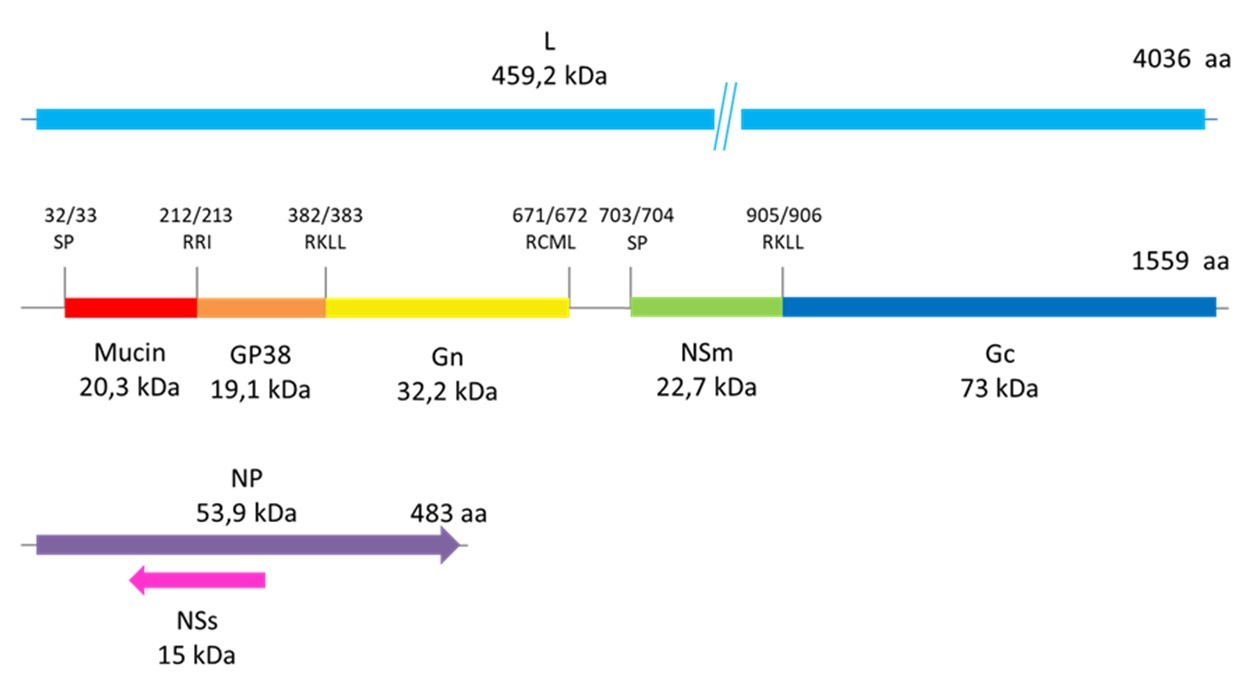 L
459,2 kDa
4036 aa
32/33 212/213 382/383 671/672 703/704 905/906
SP RRI RKLL RCML SP RKLL
1559 aa
Mucin GP38 Gn NSm Gc
20,3 kDa 19,1 kDa 32,2 kDa 22,7 kDa 73 kDa
NP
53,9 kDa 483 aa
NSs
15 kDa